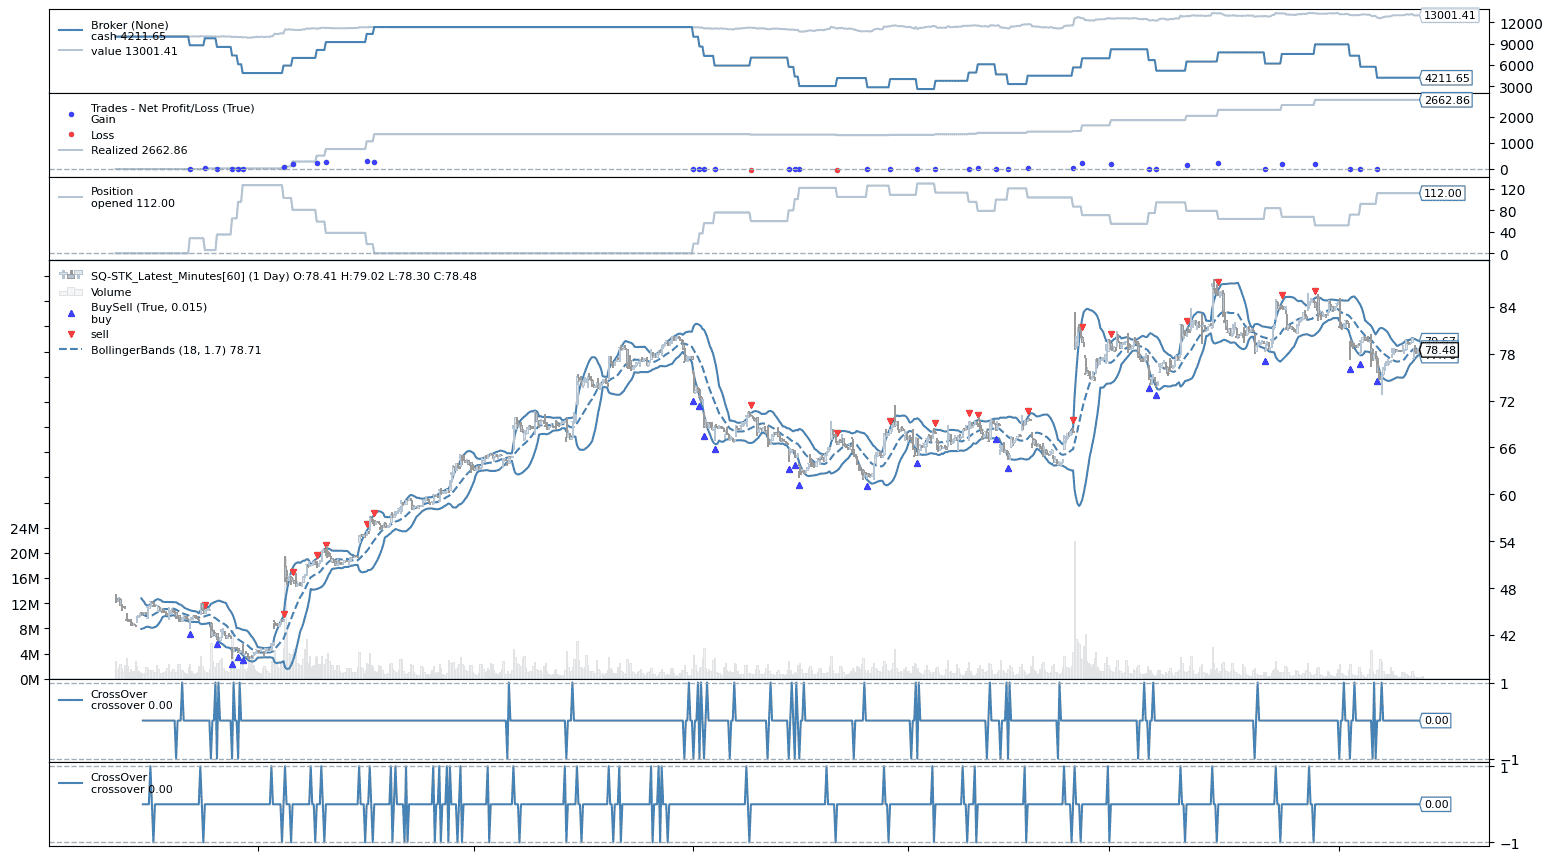 Broker (None)
cash 4211.65
value 13001.41
13001.41
12000
9000
6000
4211.65
3000
Trades - Net Profit/Loss (True)
Gain
Loss
Realized 2662.86
2662.86
2000
1000
0
Position
opened 112.00
112.00
120
80
40
0
SQ-STK_Latest_Minutes[60] (1 Day) O:78.41 H:79.02 L:78.30 C:78.48
Volume
BuySell (True, 0.015)
buy
sell
BollingerBands (18, 1.7) 78.71
84
78.48
78
72
66
60
54
48
42
24M
20M
16M
12M
8M
4M
0M
CrossOver
crossover 0.00
1
0.00
−1
CrossOver
crossover 0.00
1
0.00
−1